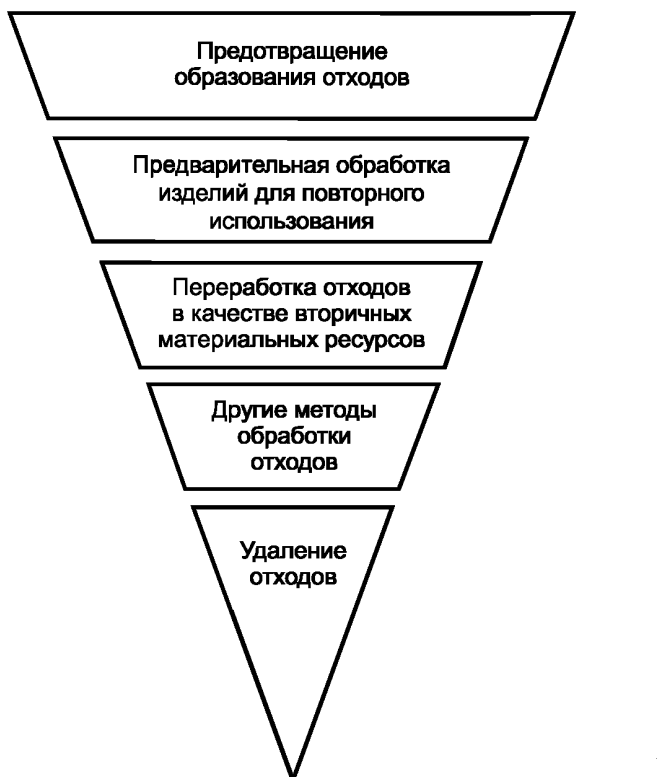 Предотвращение
образования отходов
Предварительная обработка
изделий для повторного
использования
Переработка отходов
в качестве вторичных
материальных ресурсов
Другие методы
обработки
отходов
Удаление
отходов